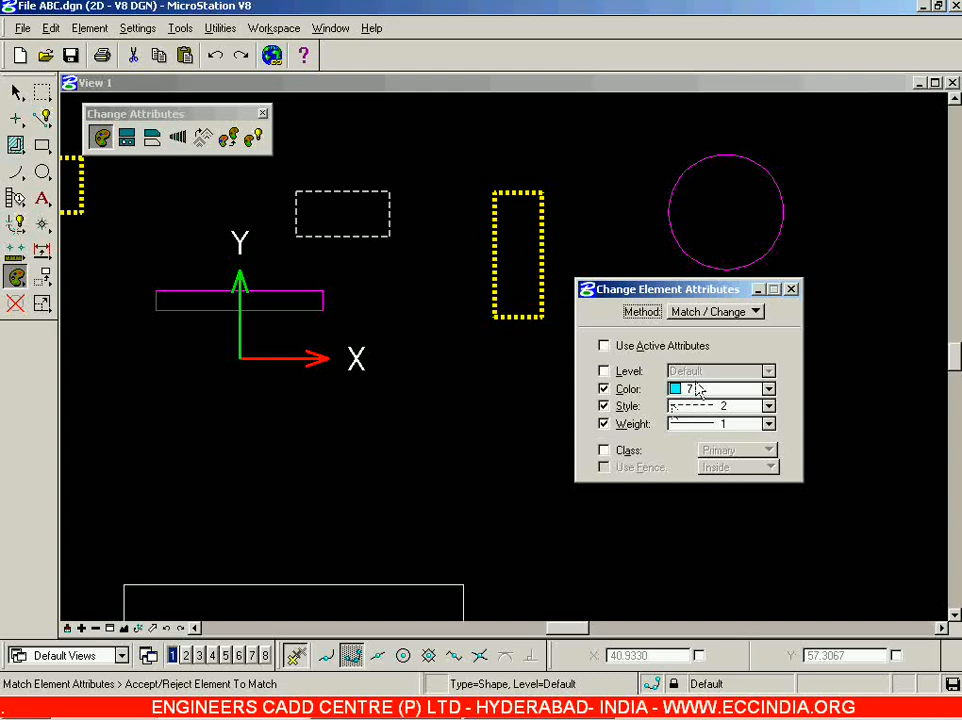 File ABC.dgn (2D - V8 DGN) - MicroStation V8
File Edit Element Settings Tools Utilities Workspace Window Help
View 1
Change Attributes
Y
X
Change Element Attributes
Method: Match / Change
Use Active Attributes
Level: Default
Color: 7
Style: 2
Weight: 1
Class: Primary
Use Fence: Inside
Default Views 1 2 3 4 5 6 7 8 X: 40.9330 Y: 57.3067
Match Element Attributes > Accept/Reject Element To Match Type=Shape, Level=Default Default
ENGINEERS CADD CENTRE (P) LTD - HYDERABAD- INDIA - WWW.ECCINDIA.ORG